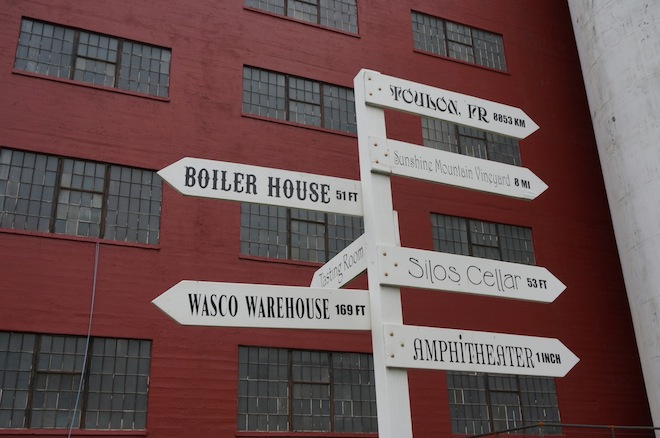 TOULON, FR 8853 KM
Sunshine Mountain Vineyard 8 MI
BOILER HOUSE 51 FT
Tasting Room
Silos Cellar 53 FT
WASCO WAREHOUSE 169 FT
AMPHITHEATER 1 INCH